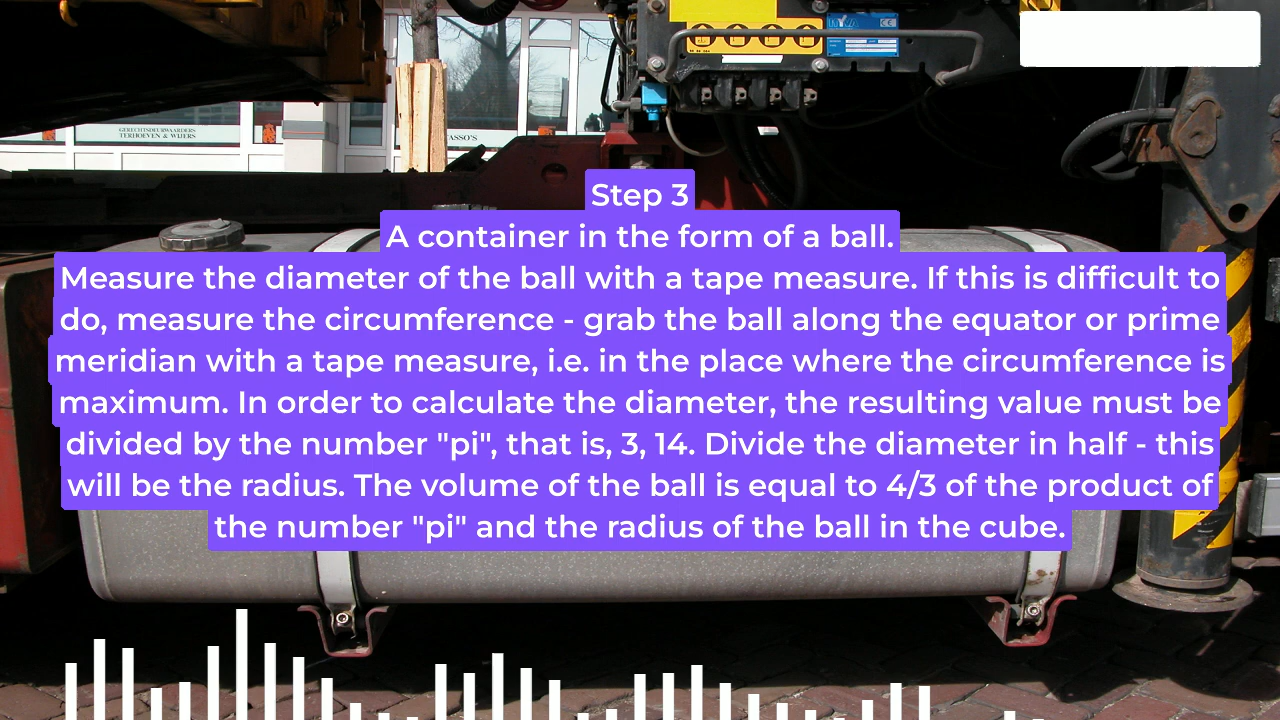 INVA
CE
GERECHTSDEURWAARDERS
TERHOEVEN & WIJERS
TASSO'S
Step 3
A container in the form of a ball.
Measure the diameter of the ball with a tape measure. If this is difficult to
do, measure the circumference - grab the ball along the equator or prime
meridian with a tape measure, i.e. in the place where the circumference is
maximum. In order to calculate the diameter, the resulting value must be
divided by the number "pi", that is, 3, 14. Divide the diameter in half - this
will be the radius. The volume of the ball is equal to 4/3 of the product of
the number "pi" and the radius of the ball in the cube.